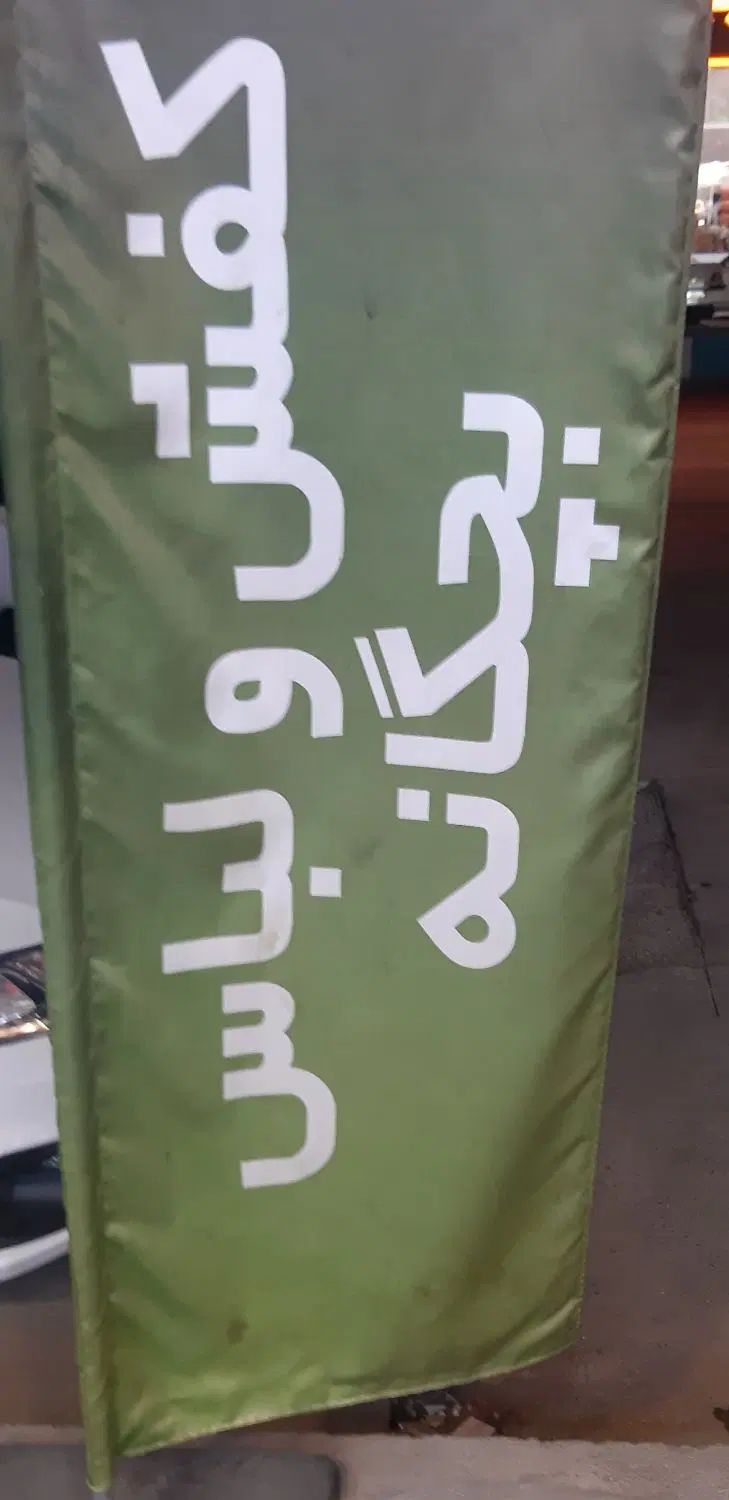 کفش و لباس
بچگانه